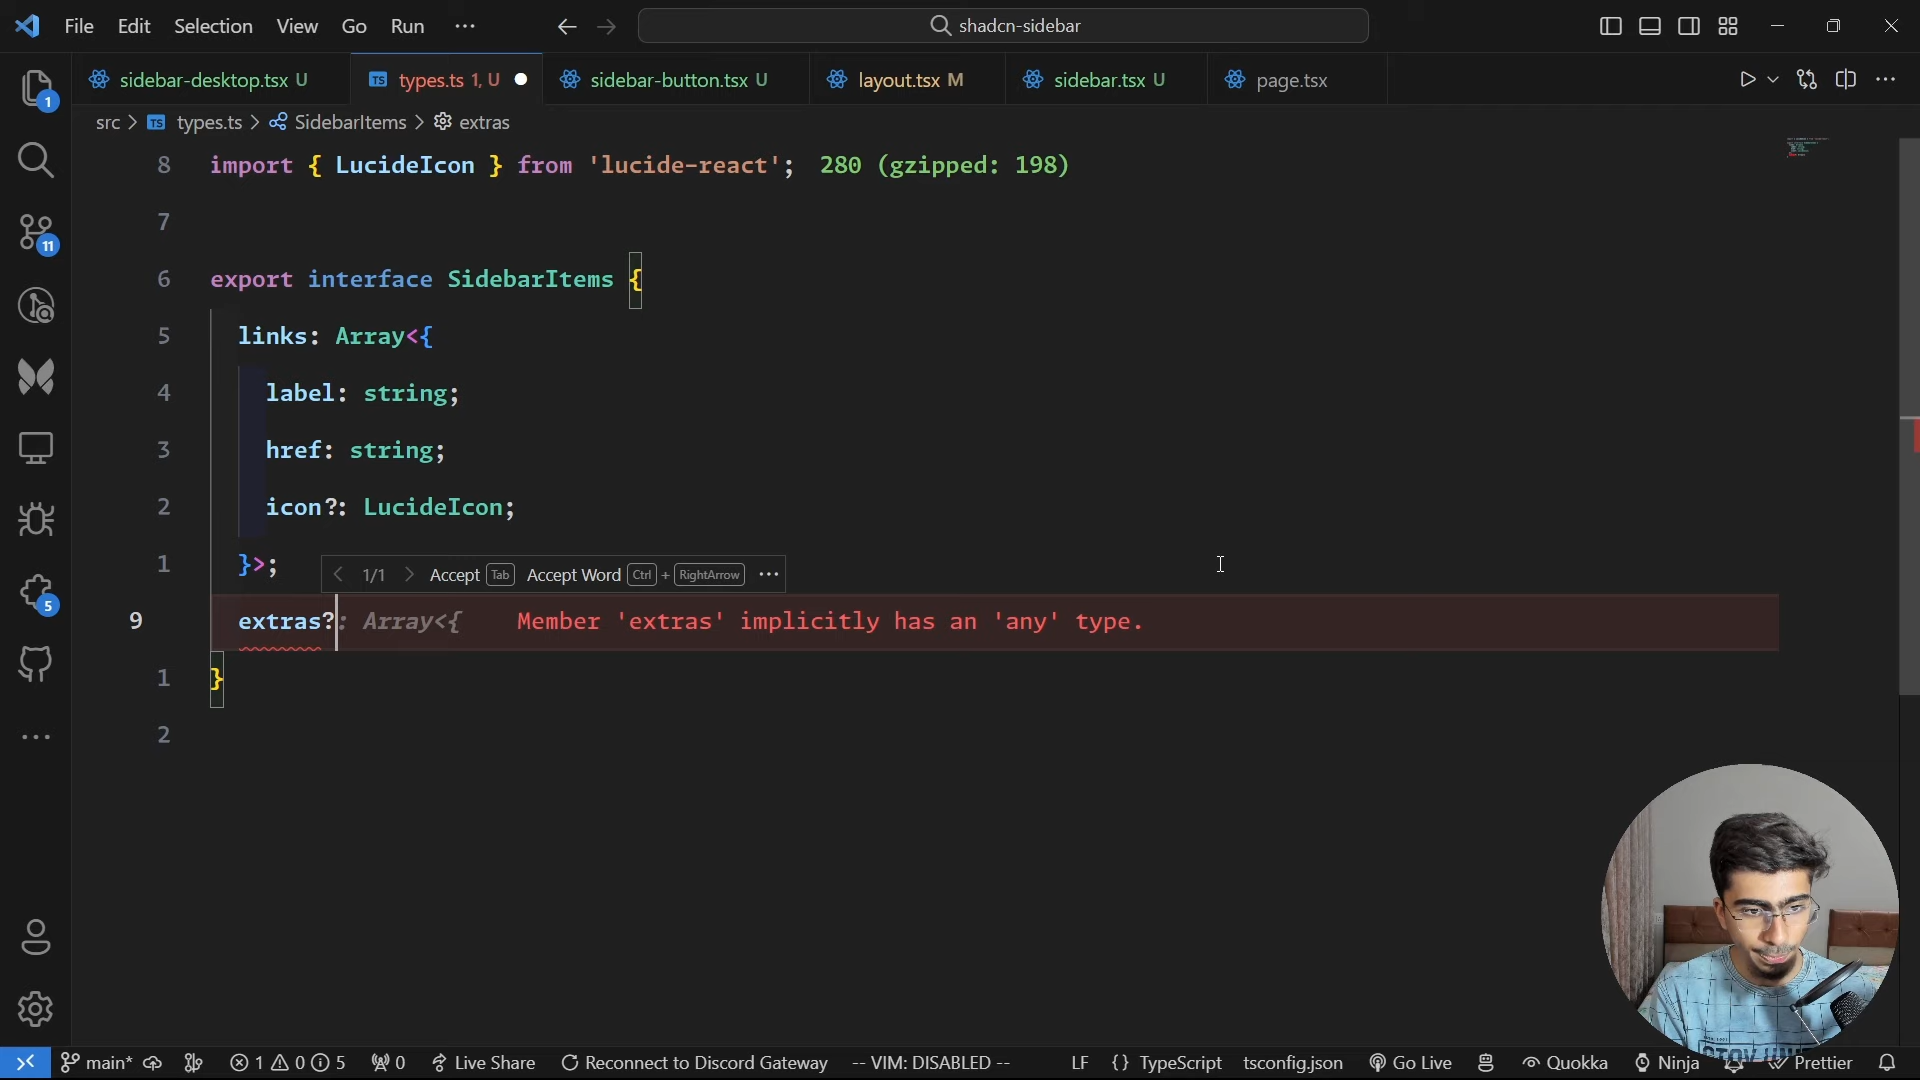 File Edit Selection View Go Run ··· shadcn-sidebar
sidebar-desktop.tsx U types.ts 1, U sidebar-button.tsx U layout.tsx M sidebar.tsx U page.tsx
src > TS types.ts > SidebarItems > extras
8 import { LucideIcon } from 'lucide-react'; 280 (gzipped: 198)
7
6 export interface SidebarItems {
5 links: Array<{
4 label: string;
3 href: string;
2 icon?: LucideIcon;
1 }>;
1/1 Accept Tab Accept Word Ctrl + RightArrow ···
9 extras?: Array<{ Member 'extras' implicitly has an 'any' type.
1 }
2
1
11
5
main* 1 0 5 0 Live Share Reconnect to Discord Gateway -- VIM: DISABLED -- LF {} TypeScript tsconfig.json Go Live Quokka Ninja Prettier